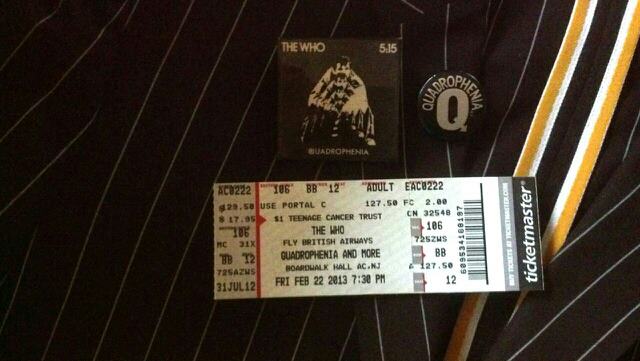 THE WHO 5:15
QUADROPHENIA
QUADROPHENIA
Q
AC0222 106 BB 12 ADULT EAC0222
129.50 USE PORTAL C 127.50 FC 2.00
$ 17.95 $1 TEENAGE CANCER TRUST CN 32548
106 THE WHO 106
MC 31X FLY BRITISH AIRWAYS 725ZWS
BB 12 QUADROPHENIA AND MORE BB
725AZWS BOARDWALK HALL AC.NJ A 127.50
31JUL12 FRI FEB 22 2013 7:30 PM 12
609534160197
ticketmaster